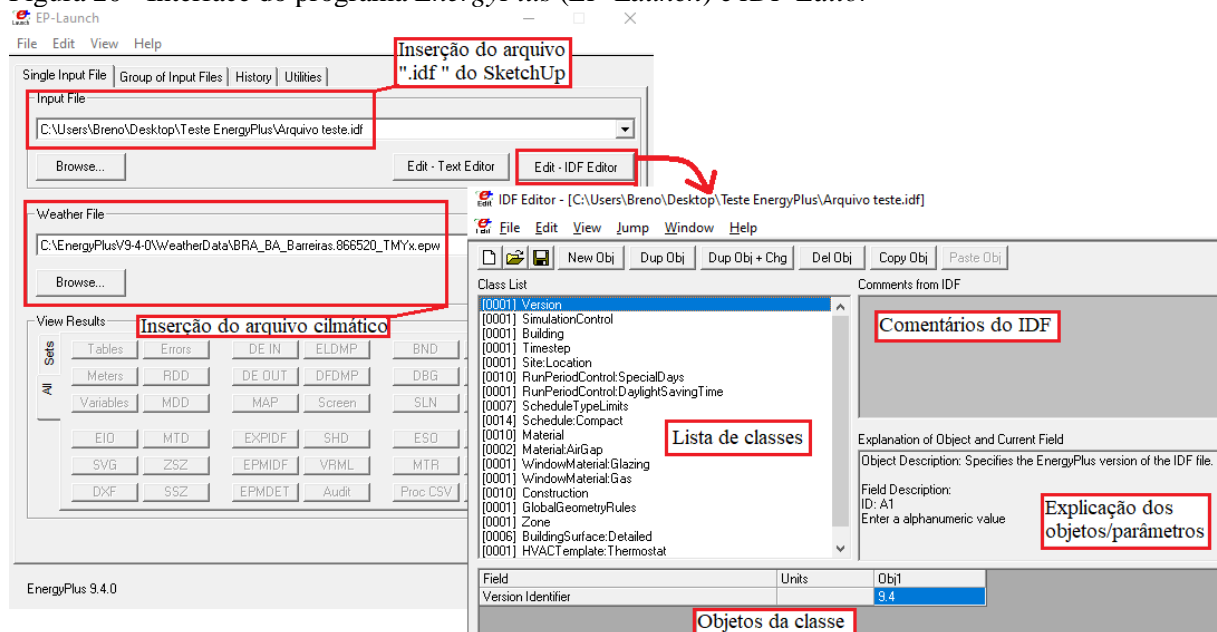 Figura 20 - Interface do programa EnergyPlus (EP-Launch) e IDF Editor.
EP-Launch
File Edit View Help
Inserção do arquivo
".idf " do SketchUp
Single Input File Group of Input Files History Utilities
Input File
C:\Users\Breno\Desktop\Teste EnergyPlus\Arquivo teste.idf
Browse... Edit - Text Editor Edit - IDF Editor
IDF Editor - [C:\Users\Breno\Desktop\Teste EnergyPlus\Arquivo teste.idf]
File Edit View Jump Window Help
New Obj Dup Obj Dup Obj + Chg Del Obj Copy Obj Paste Obj
Weather File
C:\EnergyPlusV9-4-0\WeatherData\BRA_BA_Barreiras.866520_TMYx.epw
Browse...
Inserção do arquivo cilmático
View Results
Sets
All
Tables Errors DE IN ELDMP BND
Meters RDD DE OUT DFDMP DBG
Variables MDD MAP Screen SLN
EIO MTD EXPIDF SHD ESO
SVG ZSZ EPMIDF VRML MTR
DXF SSZ EPMDET Audit Proc CSV
EnergyPlus 9.4.0
Class List
[0001] Version
[0001] SimulationControl
[0001] Building
[0001] Timestep
[0001] Site:Location
[0010] RunPeriodControl:SpecialDays
[0001] RunPeriodControl:DaylightSavingTime
[0007] ScheduleTypeLimits
[0014] Schedule:Compact
[0010] Material
[0002] Material:AirGap
[0001] WindowMaterial:Glazing
[0001] WindowMaterial:Gas
[0010] Construction
[0001] GlobalGeometryRules
[0001] Zone
[0006] BuildingSurface:Detailed
[0001] HVACTemplate:Thermostat
Lista de classes
Comments from IDF
Comentários do IDF
Explanation of Object and Current Field
Object Description: Specifies the EnergyPlus version of the IDF file.
Field Description:
ID: A1
Enter a alphanumeric value
Explicação dos
objetos/parâmetros
Field Units Obj1
Version Identifier 9.4
Objetos da classe